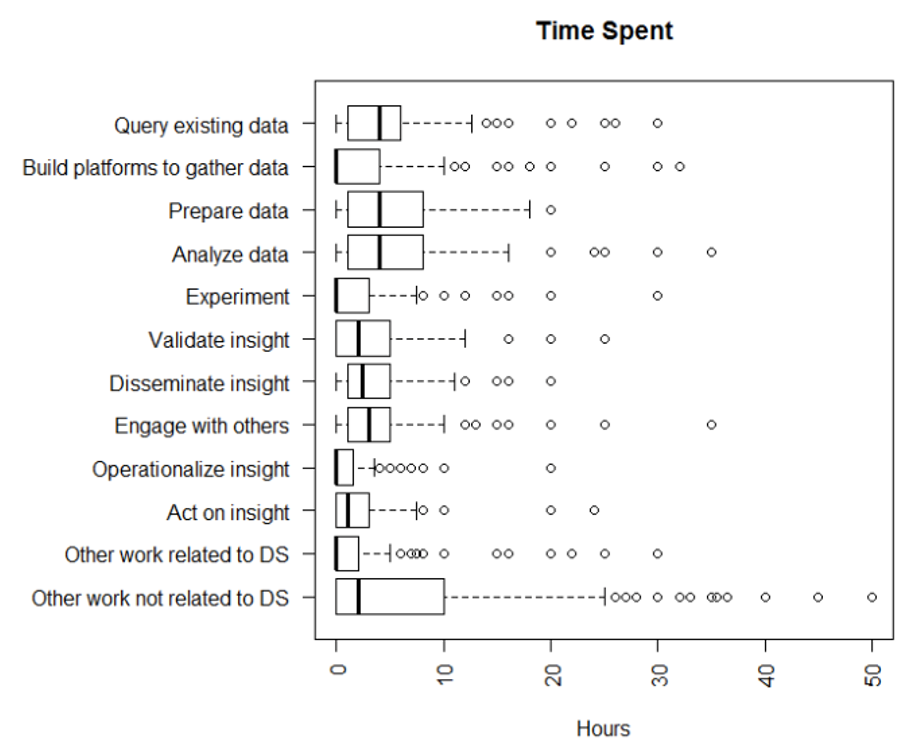 Time Spent
Query existing data
Build platforms to gather data
Prepare data
Analyze data
Experiment
Validate insight
Disseminate insight
Engage with others
Operationalize insight
Act on insight
Other work related to DS
Other work not related to DS
0 10 20 30 40 50
Hours